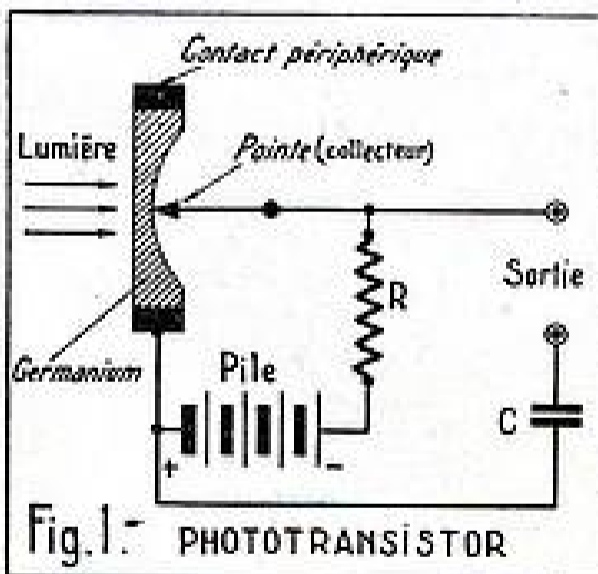 Contact périphérique
Lumière
Pointe (collecteur)
Sortie
R
Germanium
Pile
C
+ -
Fig.1.- PHOTOTRANSISTOR